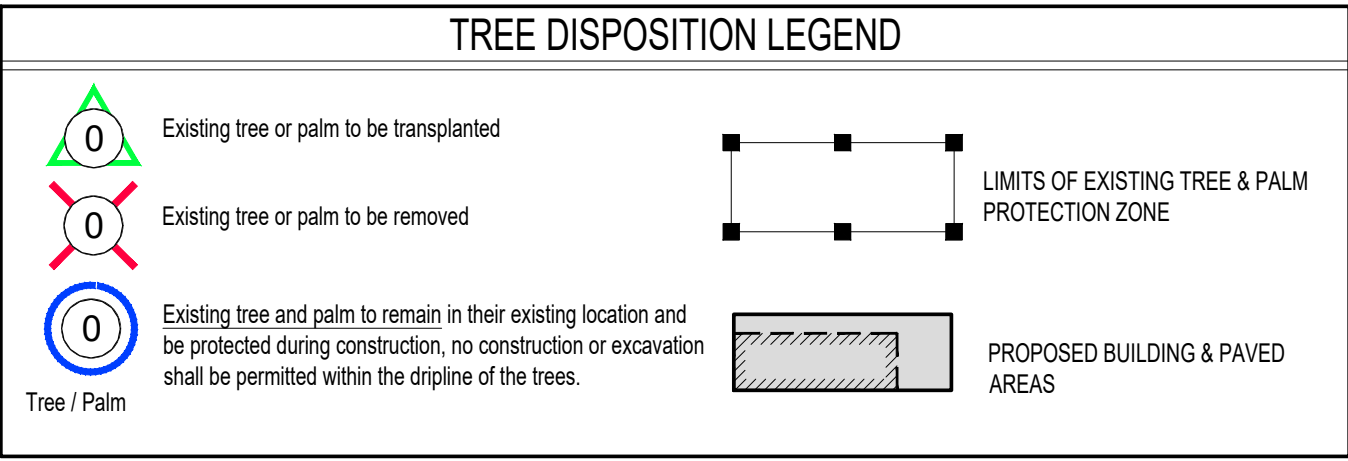 TREE DISPOSITION LEGEND
0
Existing tree or palm to be transplanted
0
Existing tree or palm to be removed
0
Existing tree and palm to remain in their existing location and
be protected during construction, no construction or excavation
shall be permitted within the dripline of the trees.
Tree / Palm
LIMITS OF EXISTING TREE & PALM
PROTECTION ZONE
PROPOSED BUILDING & PAVED
AREAS